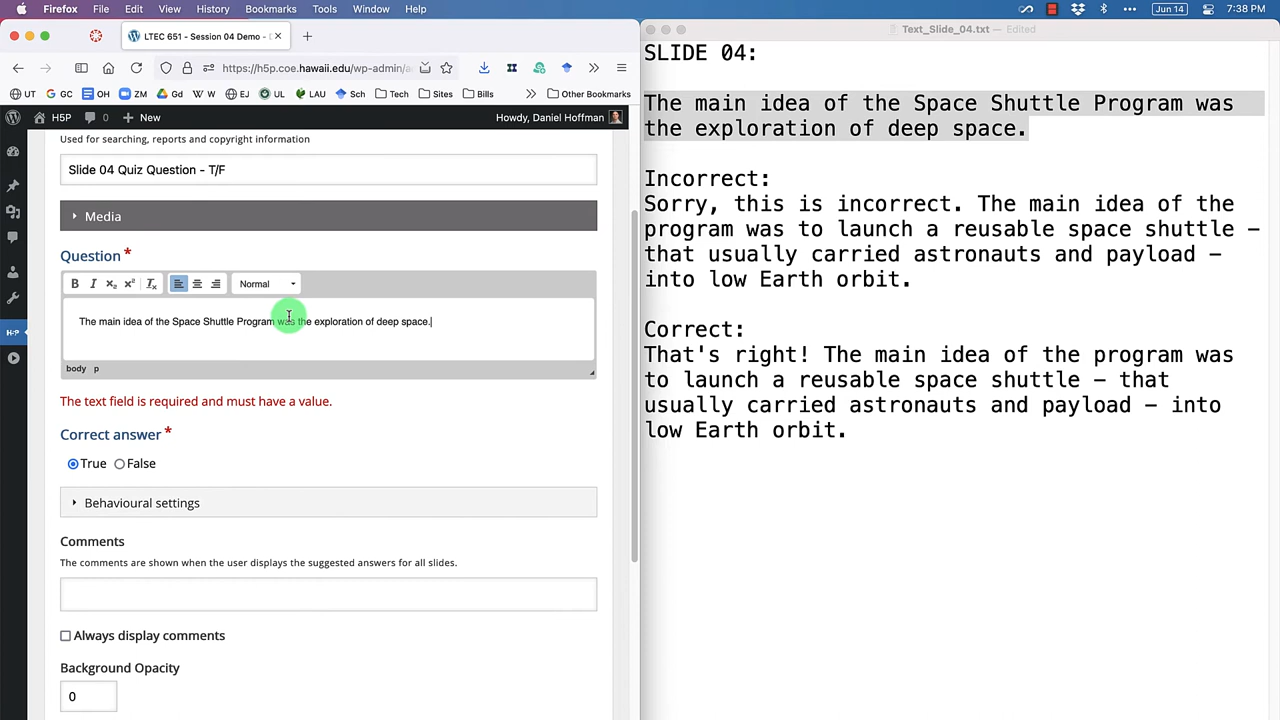 Firefox File Edit View History Bookmarks Tools Window Help
Jun 14 7:38 PM
LTEC 651 - Session 04 Demo -
https://h5p.coe.hawaii.edu/wp-admin/
UT GC OH ZM Gd W EJ UL LAU Sch Tech Sites Bills Other Bookmarks
H5P 0 New Howdy, Daniel Hoffman
Used for searching, reports and copyright information
Slide 04 Quiz Question - T/F
Media
Question *
B I x₂ x² Tx Normal
The main idea of the Space Shuttle Program was the exploration of deep space.
body p
The text field is required and must have a value.
Correct answer *
True False
Behavioural settings
Comments
The comments are shown when the user displays the suggested answers for all slides.
Always display comments
Background Opacity
0
Text_Slide_04.txt — Edited
SLIDE 04:
The main idea of the Space Shuttle Program was
the exploration of deep space.
Incorrect:
Sorry, this is incorrect. The main idea of the
program was to launch a reusable space shuttle –
that usually carried astronauts and payload –
into low Earth orbit.
Correct:
That's right! The main idea of the program was
to launch a reusable space shuttle – that
usually carried astronauts and payload – into
low Earth orbit.